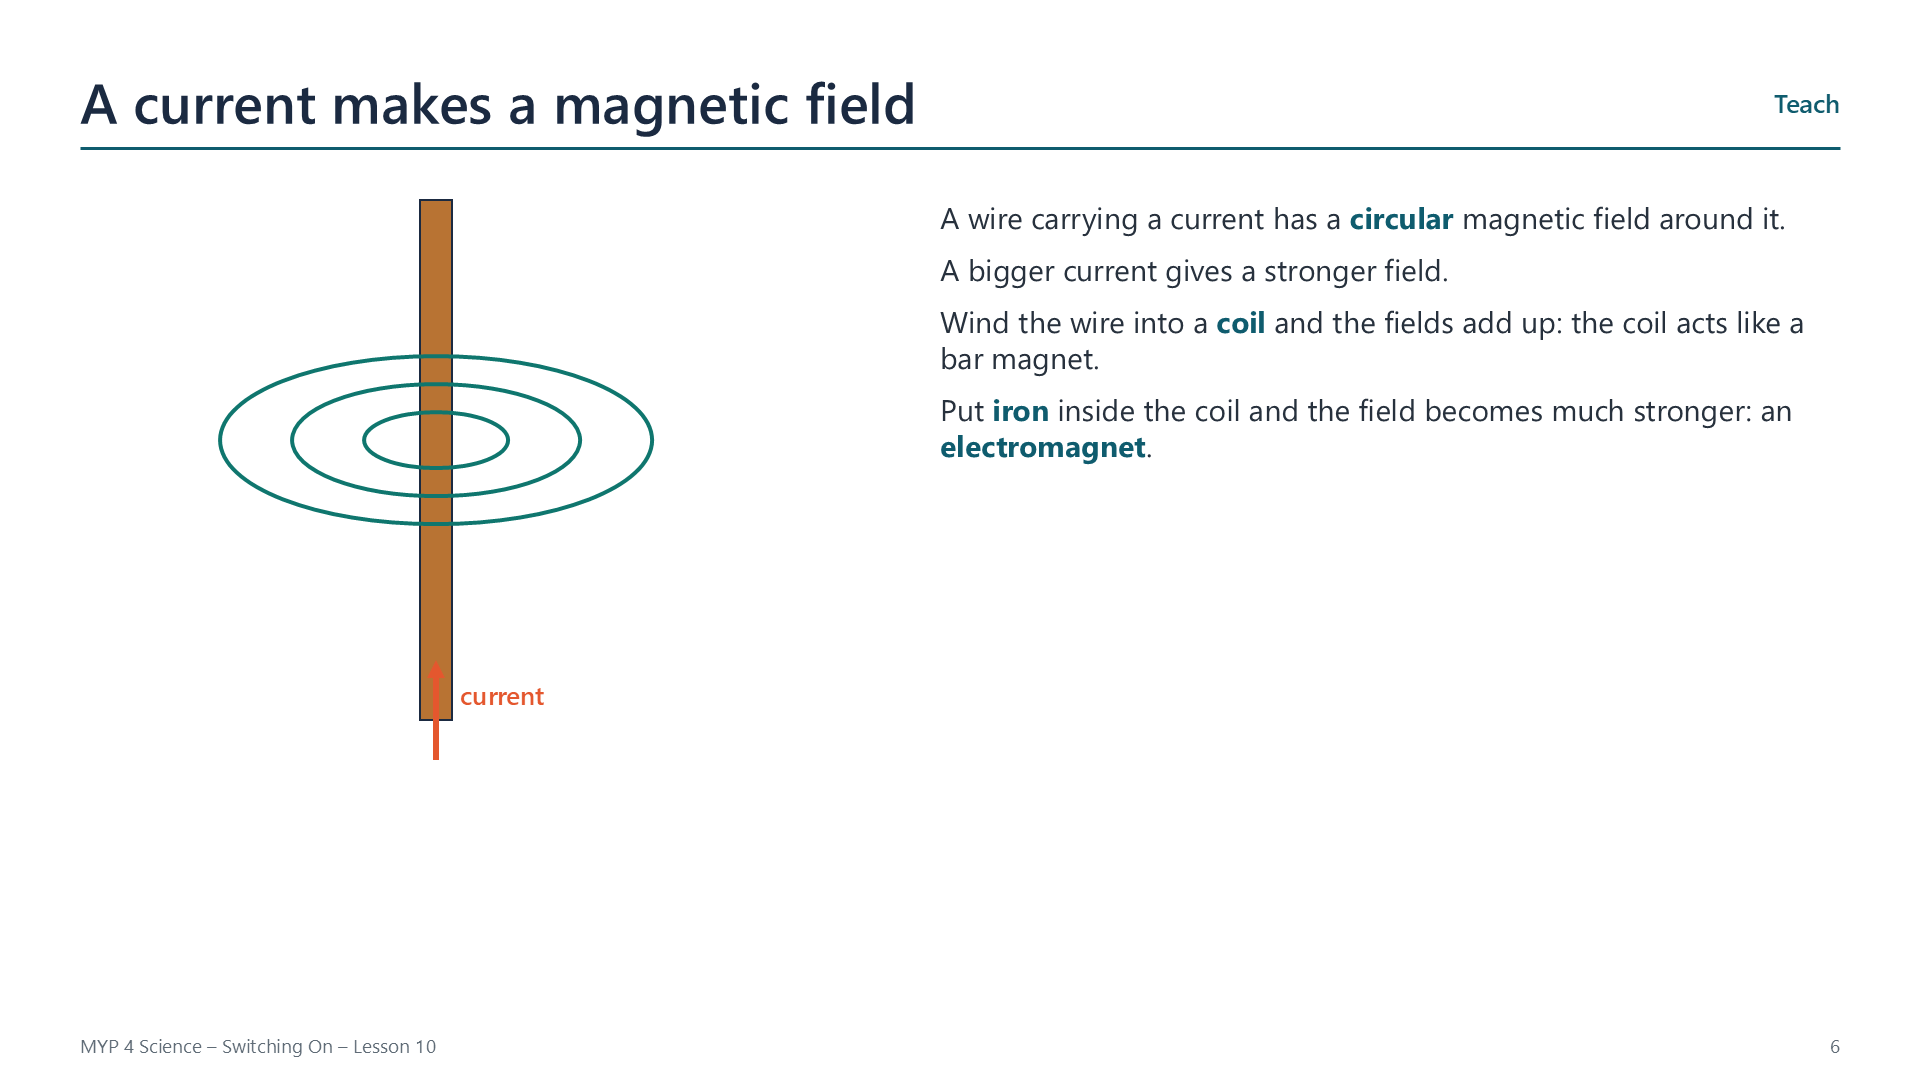 A current makes a magnetic field
Teach
A wire carrying a current has a circular magnetic field around it.
A bigger current gives a stronger field.
Wind the wire into a coil and the fields add up: the coil acts like a
bar magnet.
Put iron inside the coil and the field becomes much stronger: an
electromagnet.
current
MYP 4 Science – Switching On – Lesson 10
6